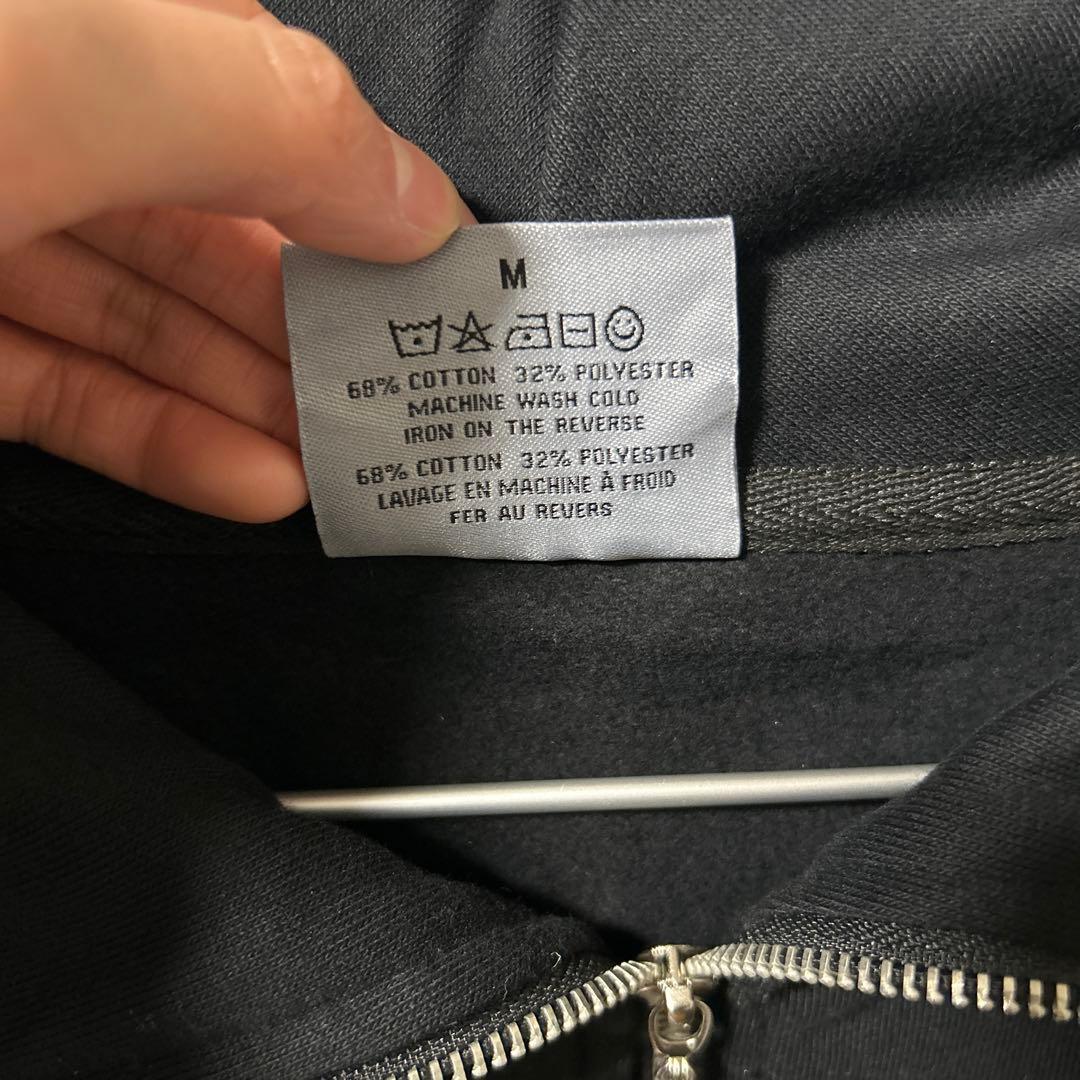 M
68% COTTON 32% POLYESTER
MACHINE WASH COLD
IRON ON THE REVERSE
68% COTTON 32% POLYESTER
LAVAGE EN MACHINE À FROID
FER AU REVERS